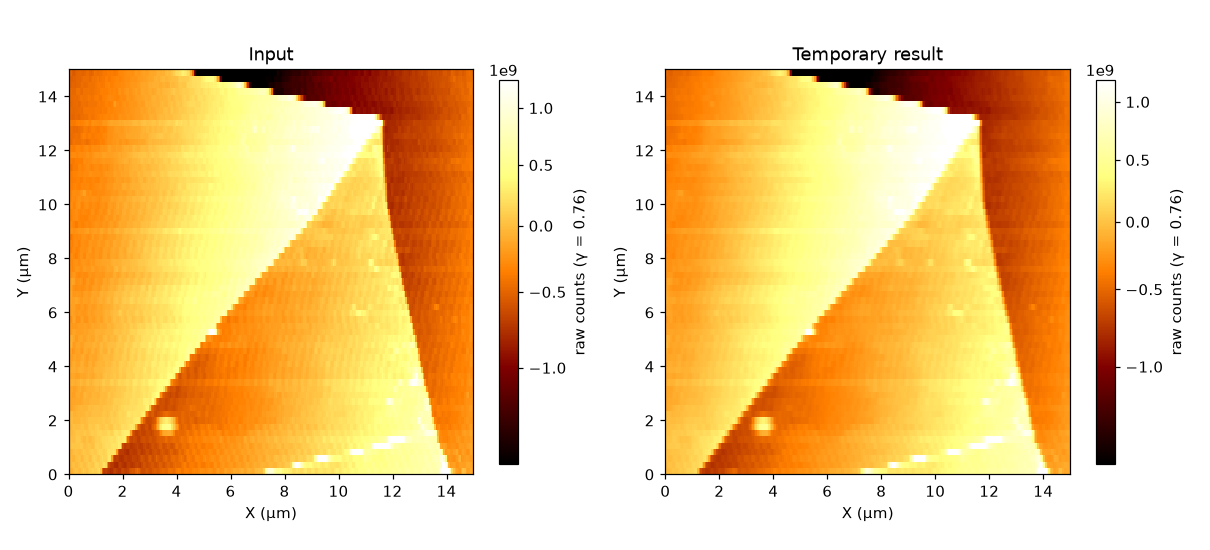 Input
1e9
14
12
10
8
6
4
2
0
Y (μm)
0 2 4 6 8 10 12 14
X (μm)
1.0
0.5
0.0
−0.5
−1.0
raw counts (γ = 0.76)
Temporary result
1e9
14
12
10
8
6
4
2
0
Y (μm)
0 2 4 6 8 10 12 14
X (μm)
1.0
0.5
0.0
−0.5
−1.0
raw counts (γ = 0.76)